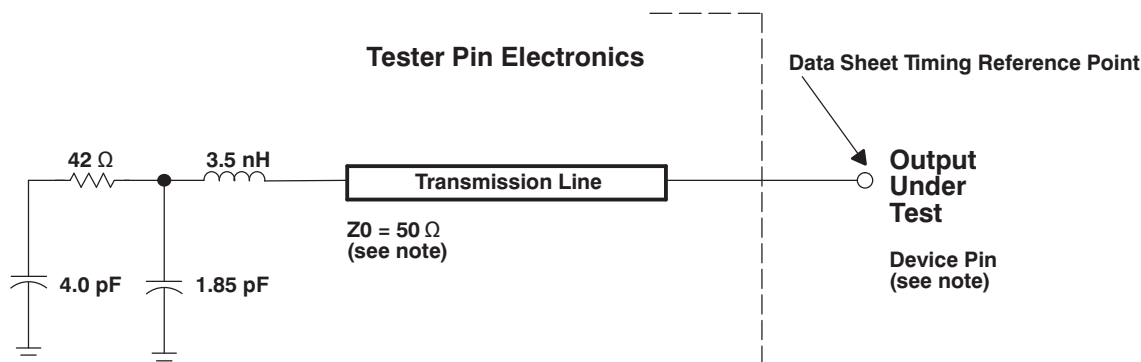 Tester Pin Electronics
Data Sheet Timing Reference Point
42 Ω
3.5 nH
Transmission Line
Output
Under
Test
Z0 = 50 Ω
(see note)
Device Pin
(see note)
4.0 pF
1.85 pF